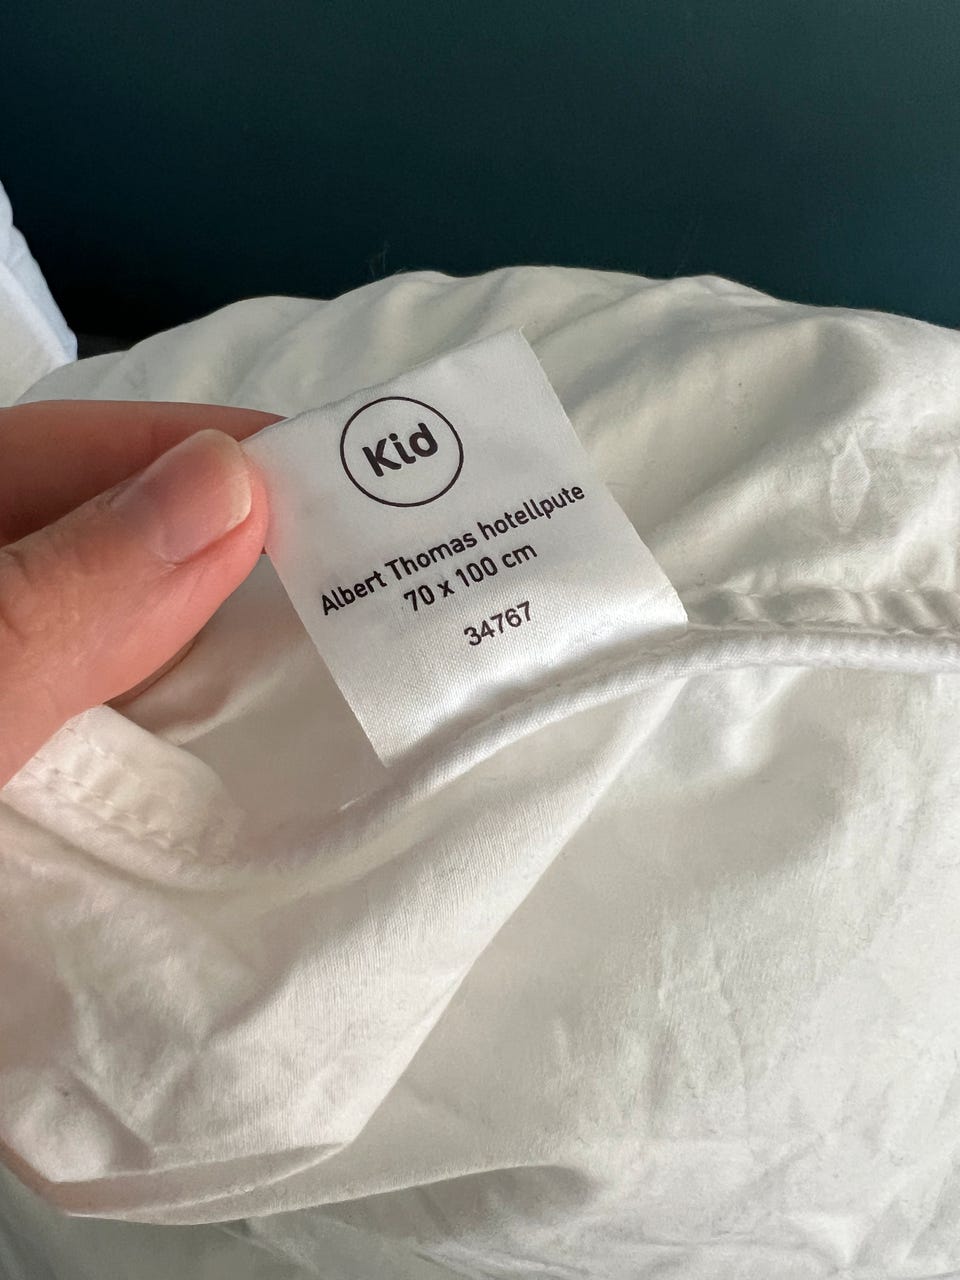 Kid
Albert Thomas hotellpute
70 x 100 cm
34767